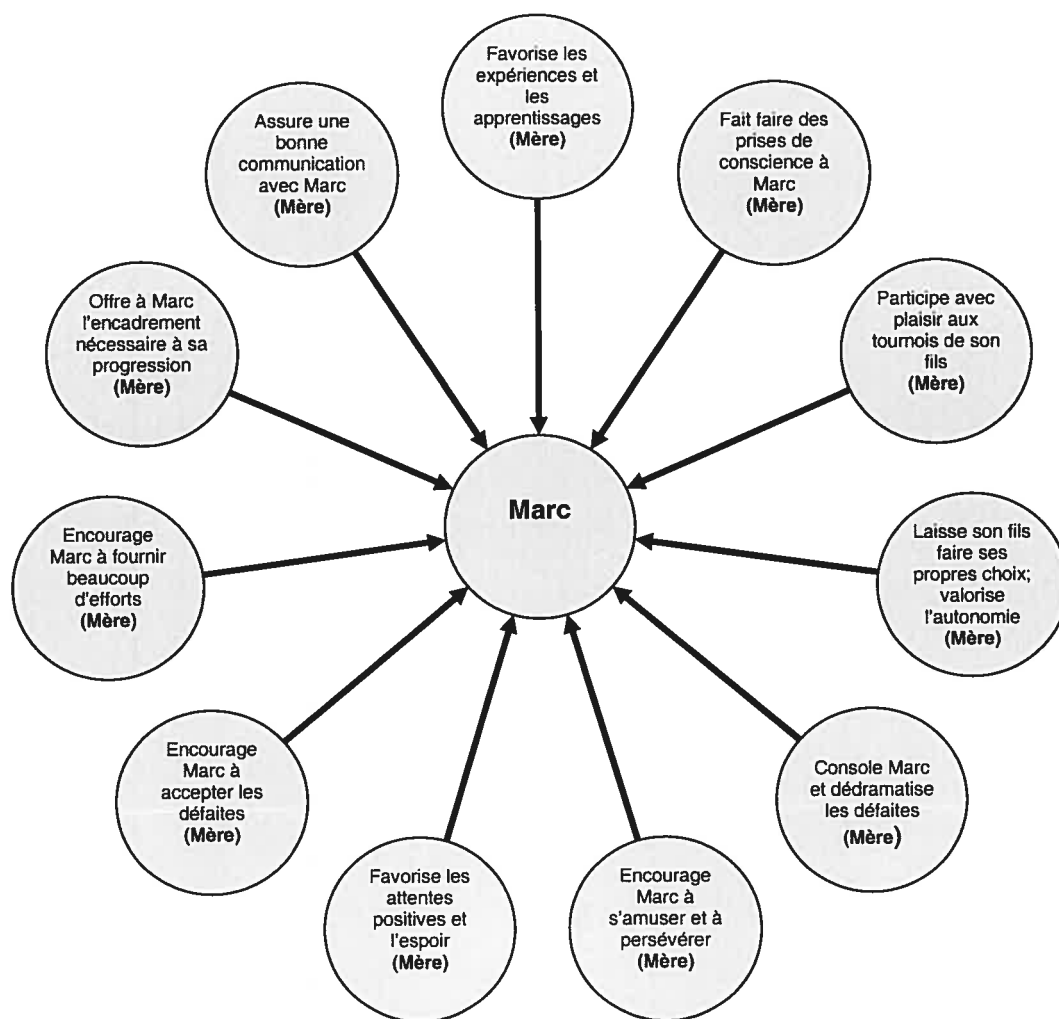 Favorise les
expériences et
les
apprentissages
(Mère)
Fait faire des
prises de
conscience à
Marc
(Mère)
Participe avec
plaisir aux
tournois de son
fils
(Mère)
Laisse son fils
faire ses
propres choix;
valorise
l'autonomie
(Mère)
Console Marc
et dédramatise
les défaites
(Mère)
Encourage
Marc à
s'amuser et à
persévérer
(Mère)
Favorise les
attentes
positives et
l'espoir
(Mère)
Encourage
Marc à
accepter les
défaites
(Mère)
Encourage
Marc à fournir
beaucoup
d'efforts
(Mère)
Offre à Marc
l'encadrement
nécessaire à sa
progression
(Mère)
Assure une
bonne
communication
avec Marc
(Mère)
Marc